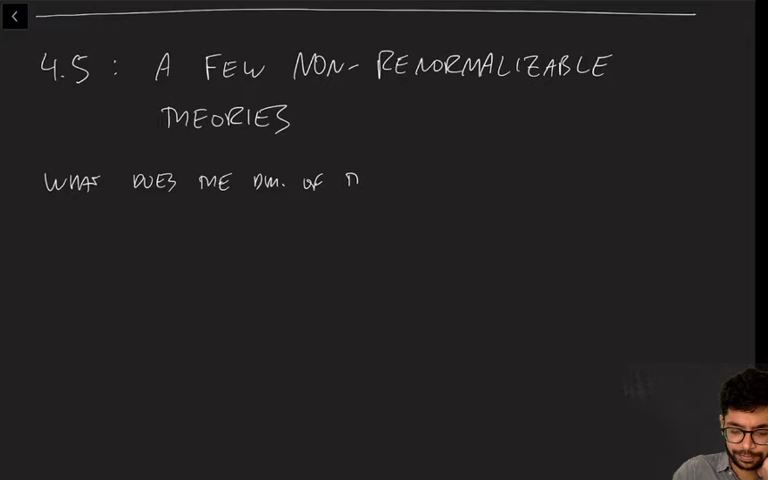 4.5 : A FEW NON-RENORMALIZABLE
THEORIES
WHAT DOES THE DIM. OF